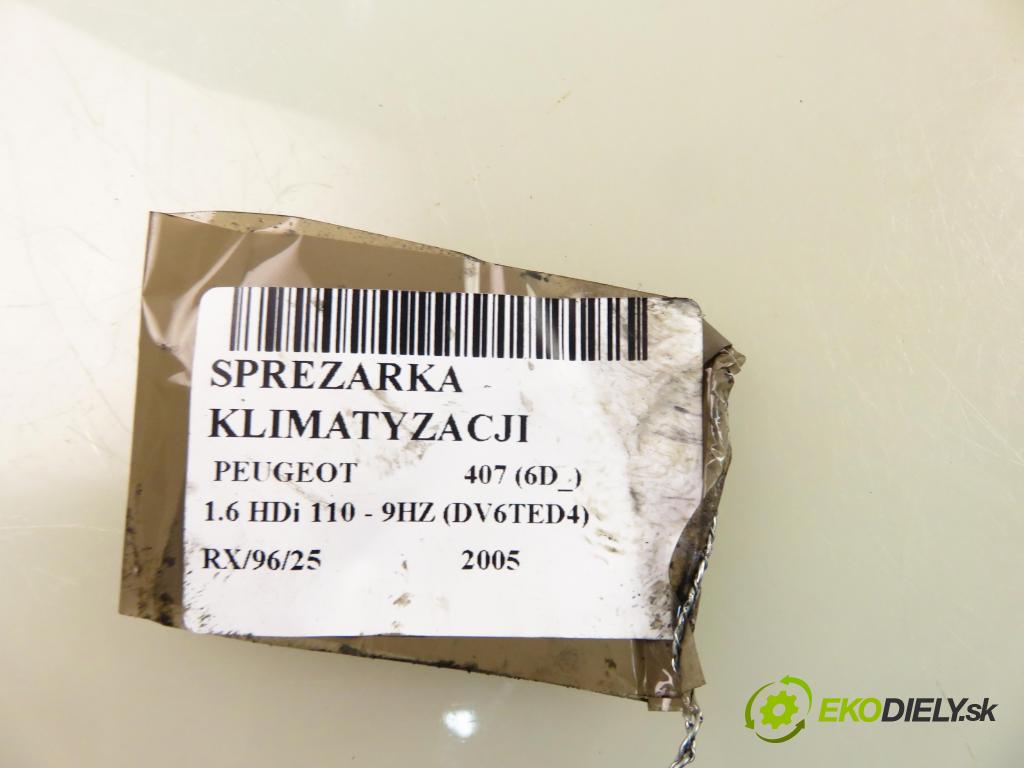 SPREZARKA
KLIMATYZACJI
PEUGEOT 407 (6D_)
1.6 HDi 110 - 9HZ (DV6TED4)
RX/96/25 2005
EKODIELY.sk